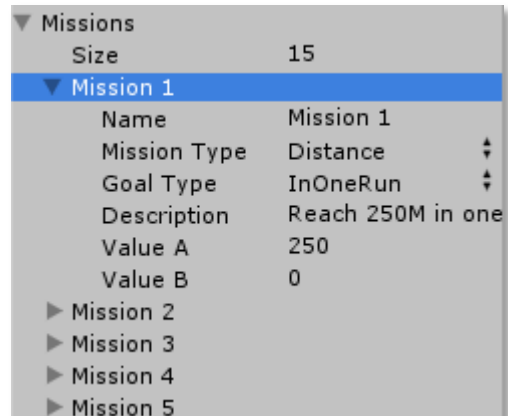 Missions
Size 15
Mission 1
Name Mission 1
Mission Type Distance
Goal Type InOneRun
Description Reach 250M in one
Value A 250
Value B 0
Mission 2
Mission 3
Mission 4
Mission 5